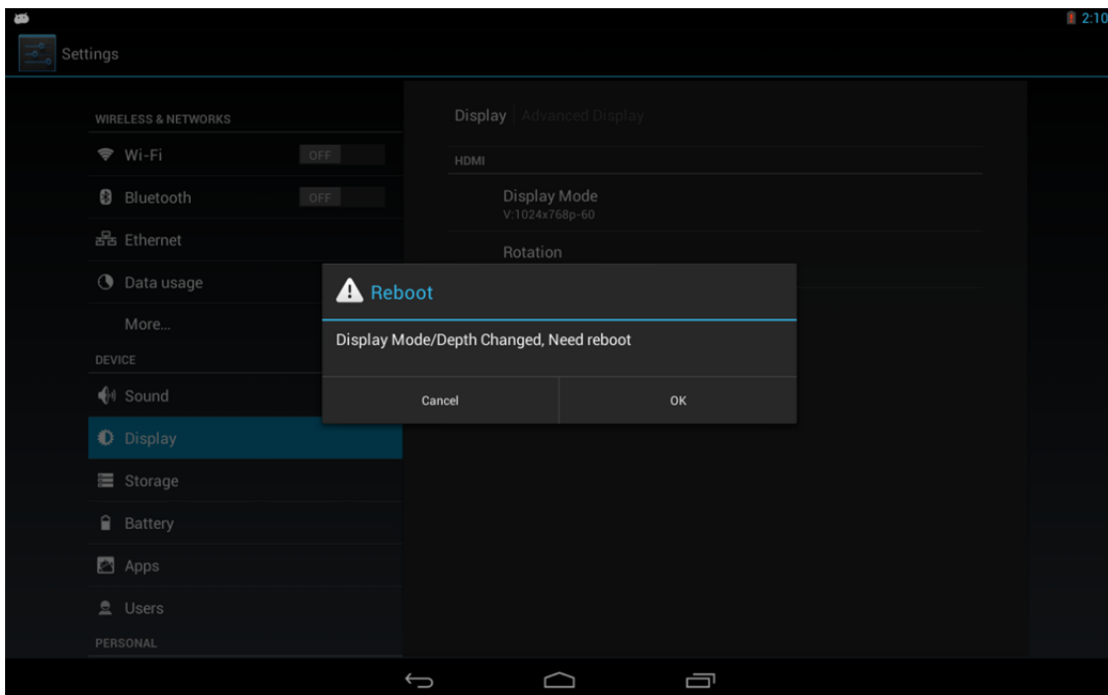 2:10
Settings
WIRELESS & NETWORKS
Wi-Fi OFF
Bluetooth OFF
Ethernet
Data usage
More...
DEVICE
Sound
Display
Storage
Battery
Apps
Users
PERSONAL
Display | Advanced Display
HDMI
Display Mode
V:1024x768p-60
Rotation
Reboot
Display Mode/Depth Changed, Need reboot
Cancel OK